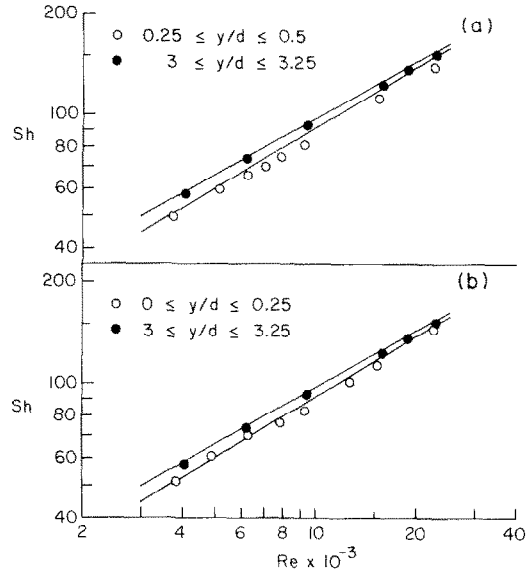 (a)
200
○ 0.25 ≤ y/d ≤ 0.5
● 3 ≤ y/d ≤ 3.25
100
80
Sh
60
40
(b)
200
○ 0 ≤ y/d ≤ 0.25
● 3 ≤ y/d ≤ 3.25
100
Sh
80
60
40
2 4 6 8 10 20 40
Re x 10⁻³